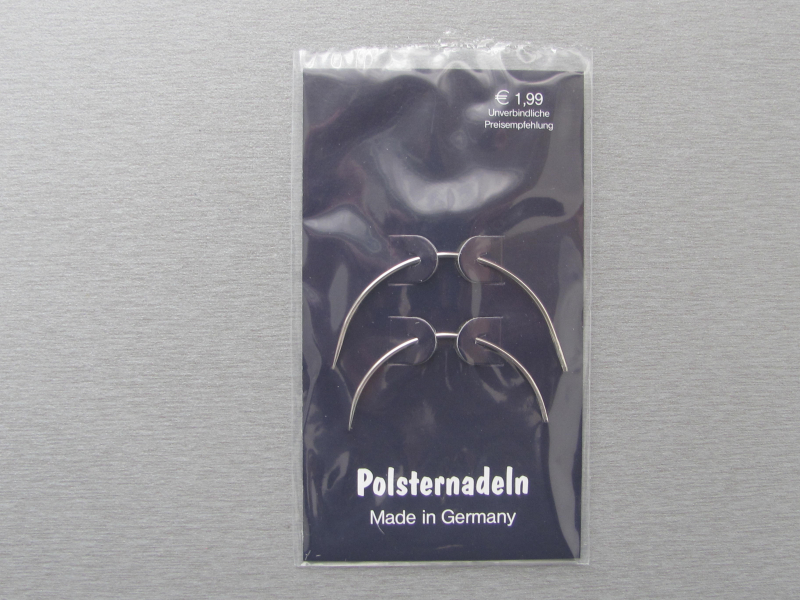 € 1,99
Unverbindliche
Preisempfehlung
Polsternadeln
Made in Germany